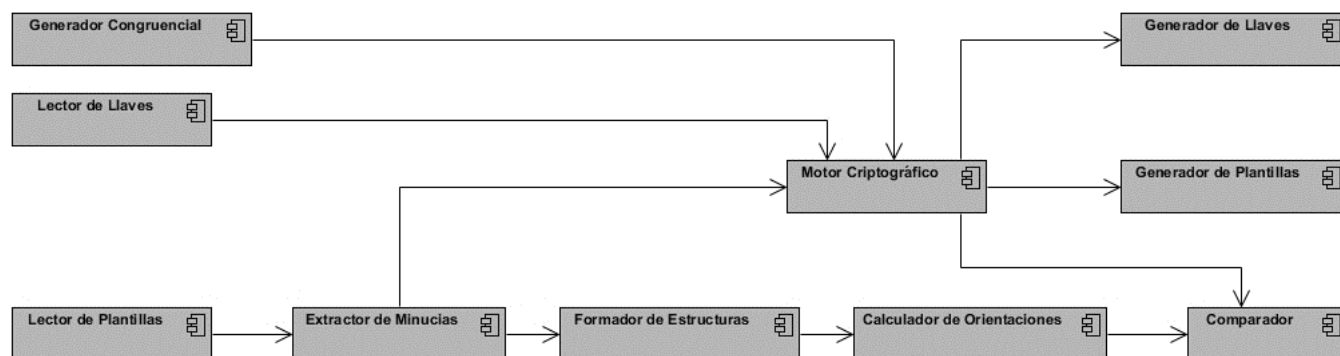 Generador Congruencial
Generador de Llaves
Lector de Llaves
Motor Criptográfico
Generador de Plantillas
Lector de Plantillas
Extractor de Minucias
Formador de Estructuras
Calculador de Orientaciones
Comparador